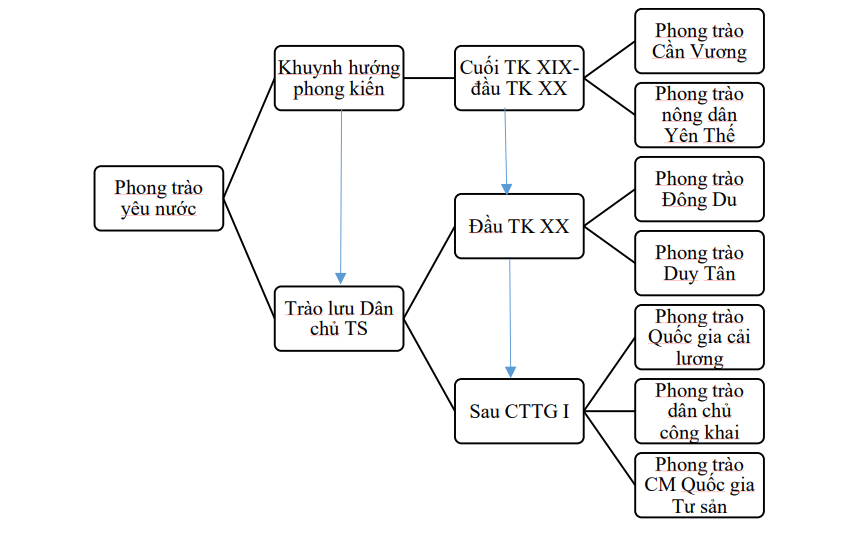 Phong trào
yêu nước
Khuynh hướng
phong kiến
Cuối TK XIX-
đầu TK XX
Phong trào
Cần Vương
Phong trào
nông dân
Yên Thế
Trào lưu Dân
chủ TS
Đầu TK XX
Phong trào
Đông Du
Phong trào
Duy Tân
Sau CTTG I
Phong trào
Quốc gia cải
lương
Phong trào
dân chủ
công khai
Phong trào
CM Quốc gia
Tư sản